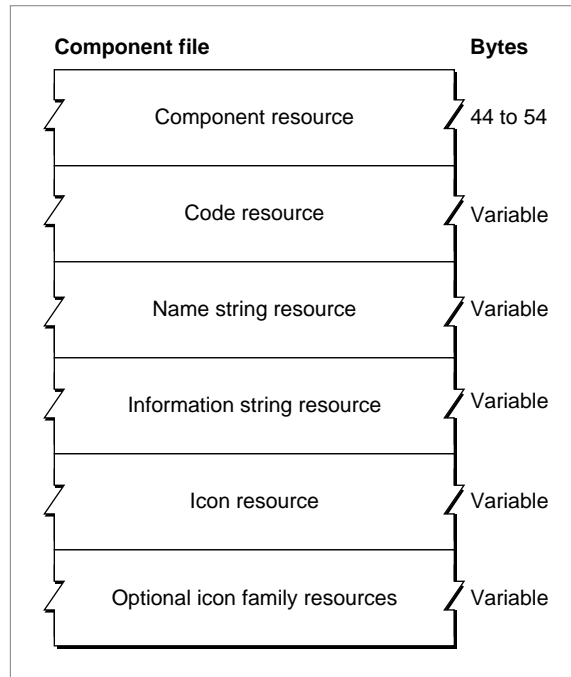 Component file Bytes
Component resource 44 to 54
Code resource Variable
Name string resource Variable
Information string resource Variable
Icon resource Variable
Optional icon family resources Variable